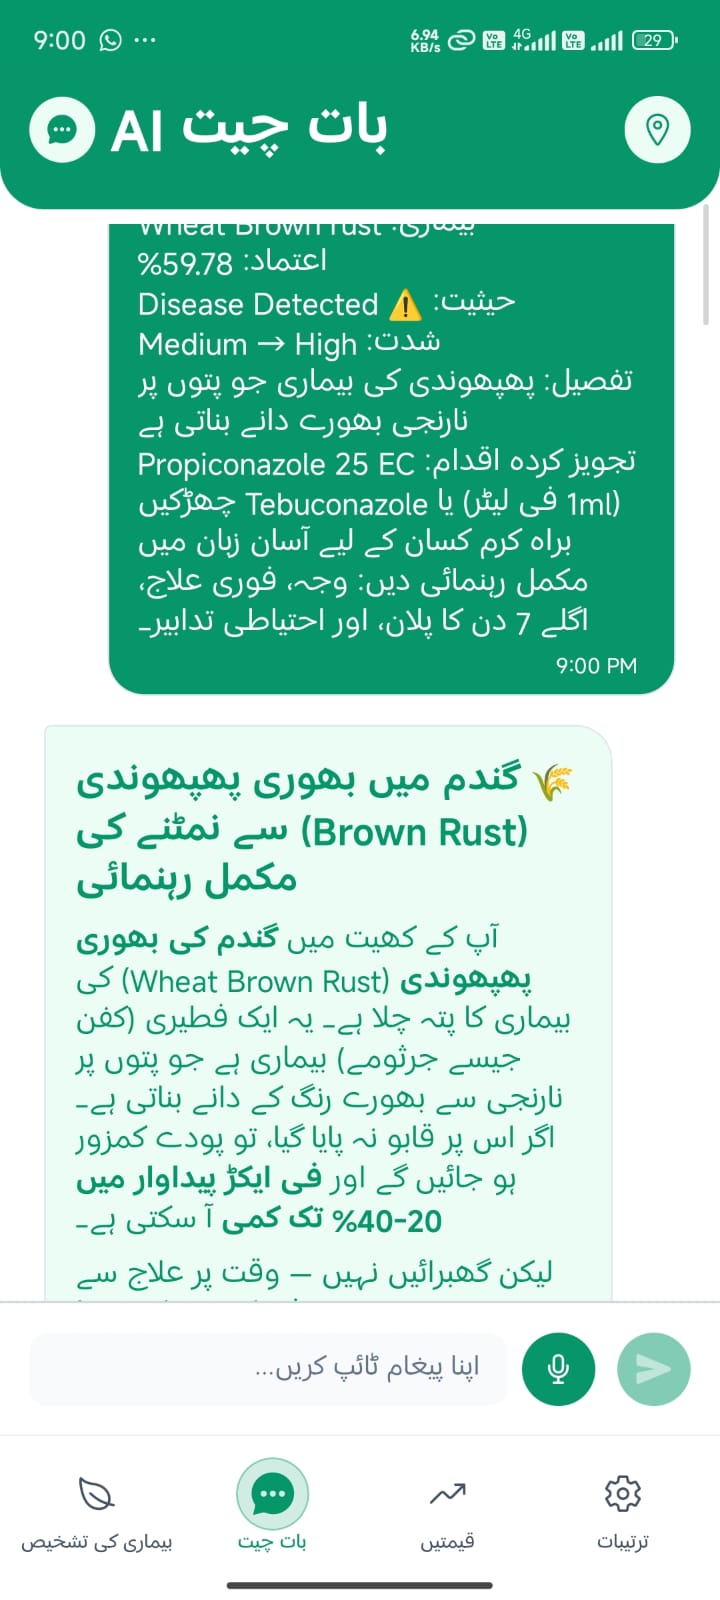 9:00 ... 6.94 KB/s Vo LTE 4G Vo LTE 29
بات چیت AI
بیماری: Wheat Brown rust
اعتماد: 59.78%
حیثیت: ⚠️ Disease Detected
شدت: Medium → High
تفصیل: پھپھوندی کی بیماری جو پتوں پر
نارنجی بھورے دانے بناتی ہے
تجویز کردہ اقدام: Propiconazole 25 EC
(1ml فی لیٹر) یا Tebuconazole چھڑکیں
براہ کرم کسان کے لیے آسان زبان میں
مکمل رہنمائی دیں: وجہ، فوری علاج،
اگلے 7 دن کا پلان، اور احتیاطی تدابیر۔
9:00 PM
🌾 گندم میں بھوری پھپھوندی
(Brown Rust) سے نمٹنے کی
مکمل رہنمائی
آپ کے کھیت میں گندم کی بھوری
پھپھوندی (Wheat Brown Rust) کی
بیماری کا پتہ چلا ہے۔ یہ ایک فطیری (کفن
جیسے جرثومے) بیماری ہے جو پتوں پر
نارنجی سے بھورے رنگ کے دانے بناتی ہے۔
اگر اس پر قابو نہ پایا گیا، تو پودے کمزور
ہو جائیں گے اور فی ایکڑ پیداوار میں
20-40% تک کمی آ سکتی ہے۔
لیکن گھبرائیں نہیں – وقت پر علاج سے
اپنا پیغام ٹائپ کریں...
بیماری کی تشخیص
بات چیت
قیمتیں
ترتیبات